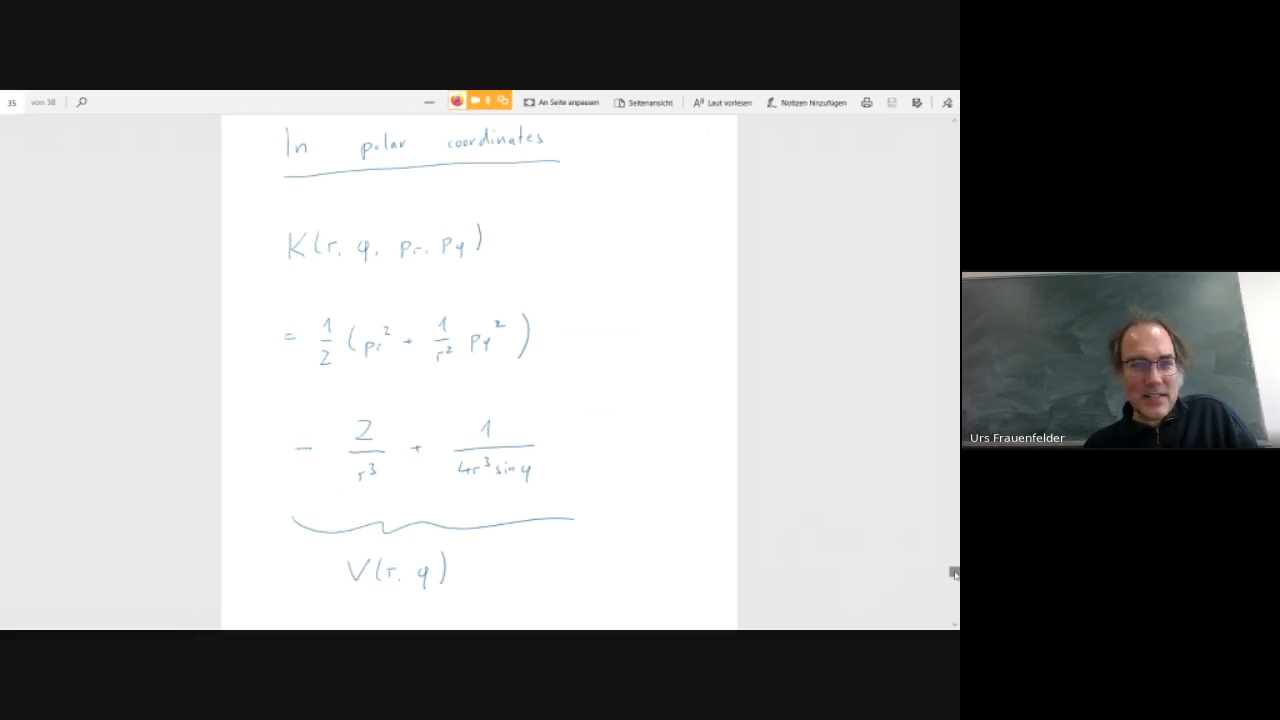 35 von 38 An Seite anpassen Seitenansicht Laut vorlesen Notizen hinzufügen
In polar coordinates
K(r, φ, pr, pφ)
= 1/2 (pr² + 1/r² pφ²)
- 2/r³ + 1/4r³ sin φ
V(r, φ)
Urs Frauenfelder